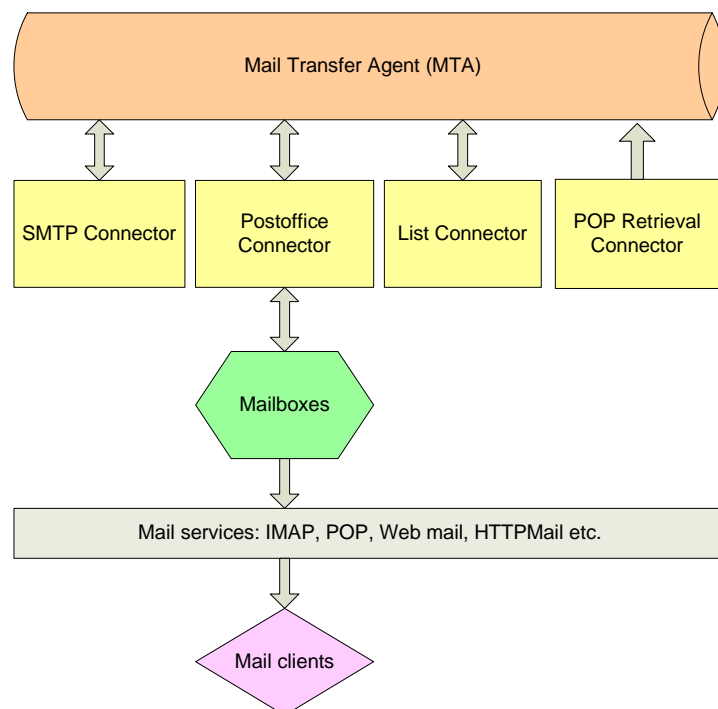 Mail Transfer Agent (MTA)
SMTP Connector
Postoffice
Connector
List Connector
POP Retrieval
Connector
Mailboxes
Mail services: IMAP, POP, Web mail, HTTPMail etc.
Mail clients